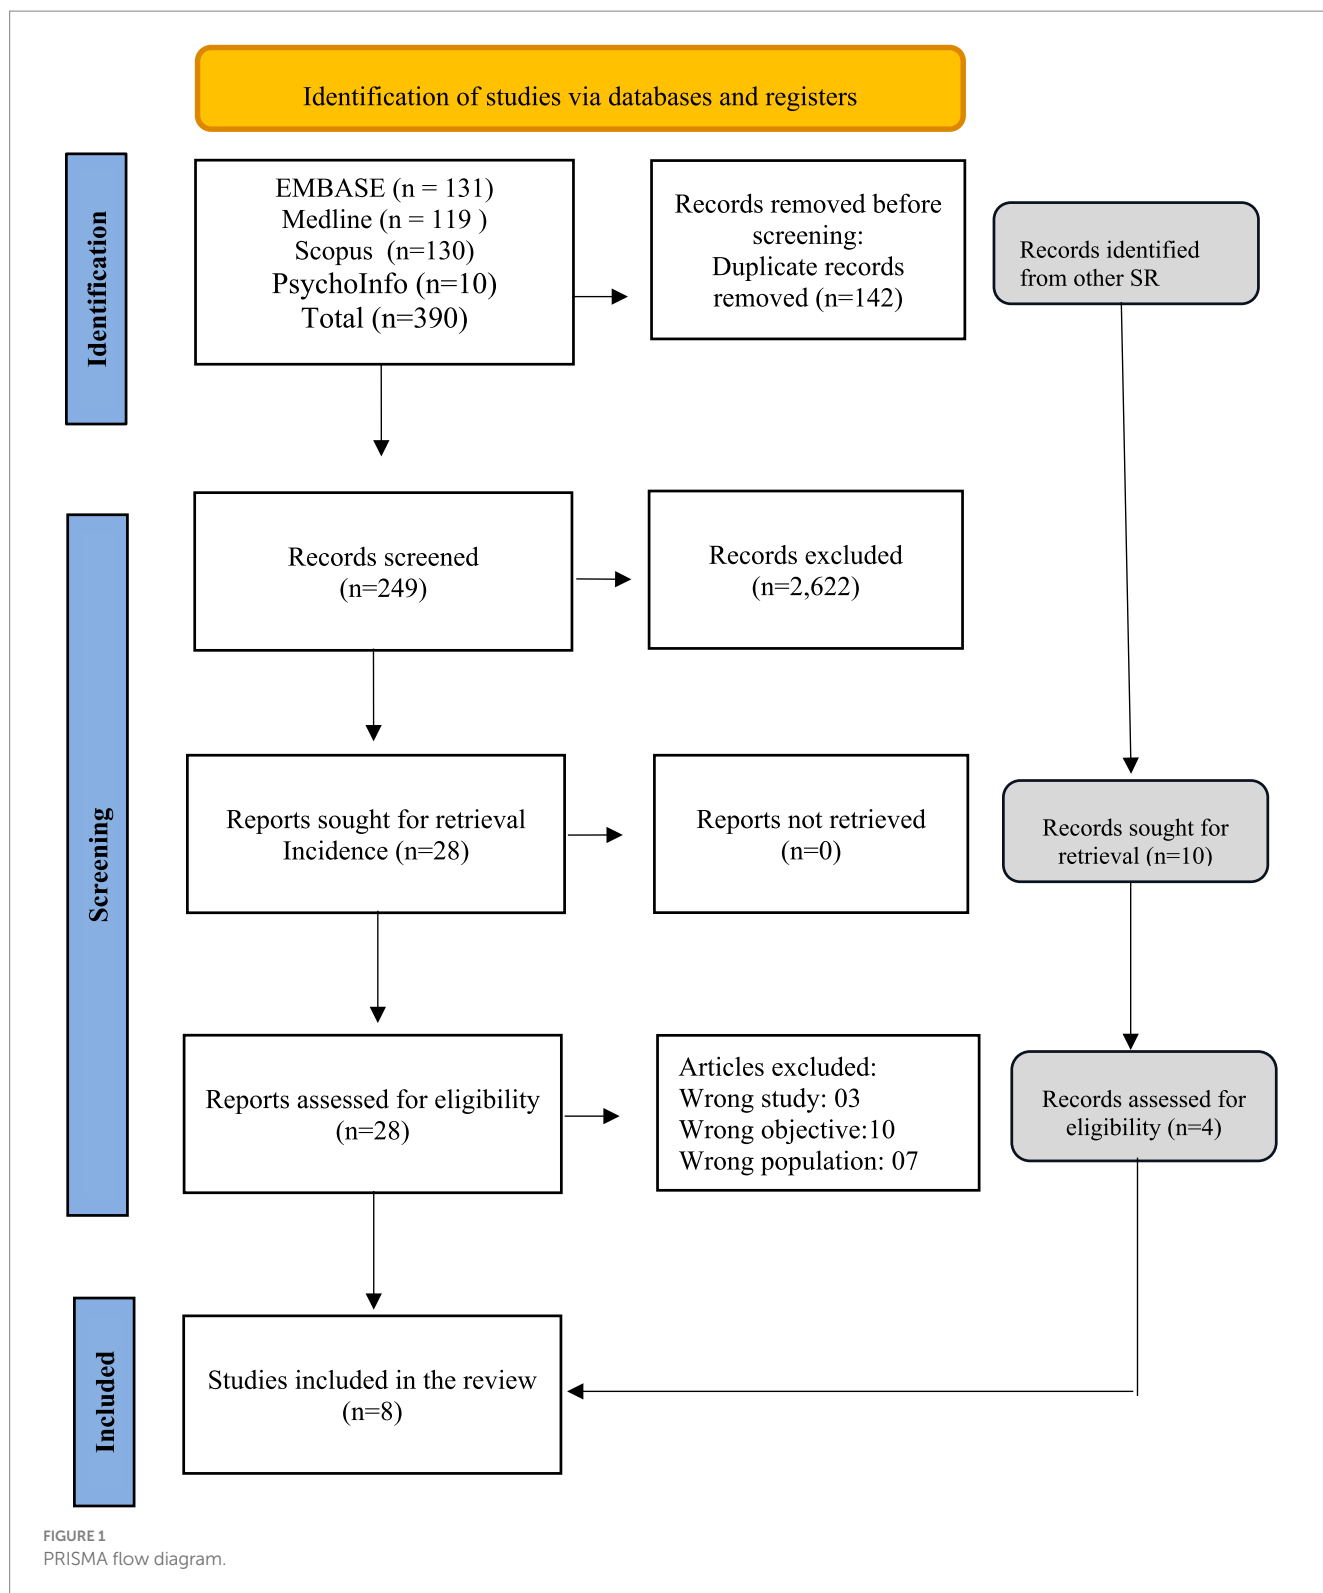 Identification of studies via databases and registers
Identification
EMBASE (n = 131)
Medline (n = 119 )
Scopus (n=130)
PsychoInfo (n=10)
Total (n=390)
Records removed before
screening:
Duplicate records
removed (n=142)
Records identified
from other SR
Screening
Records screened
(n=249)
Records excluded
(n=2,622)
Reports sought for retrieval
Incidence (n=28)
Reports not retrieved
(n=0)
Records sought for
retrieval (n=10)
Reports assessed for eligibility
(n=28)
Articles excluded:
Wrong study: 03
Wrong objective:10
Wrong population: 07
Records assessed for
eligibility (n=4)
Included
Studies included in the review
(n=8)
FIGURE 1
PRISMA flow diagram.